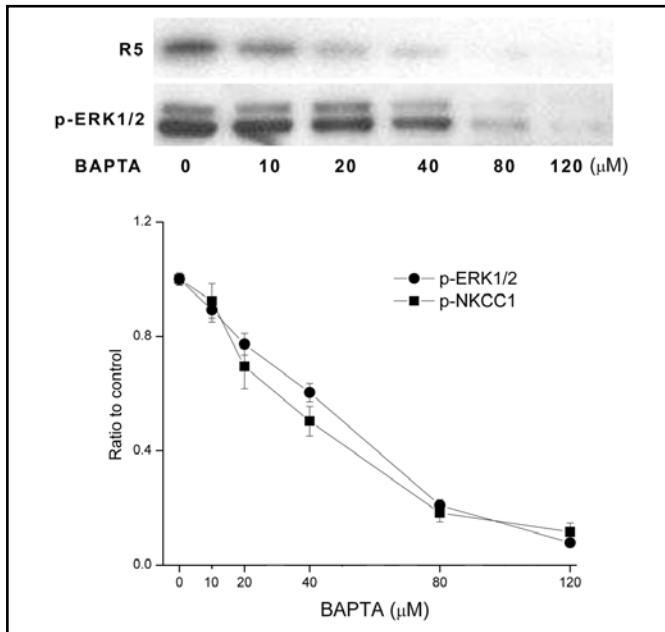 R5
p-ERK1/2
BAPTA 0 10 20 40 80 120 (μM)
1.2
p-ERK1/2
p-NKCC1
0.8
Ratio to control
0.4
0.0
0 10 20 40 80 120
BAPTA (μM)